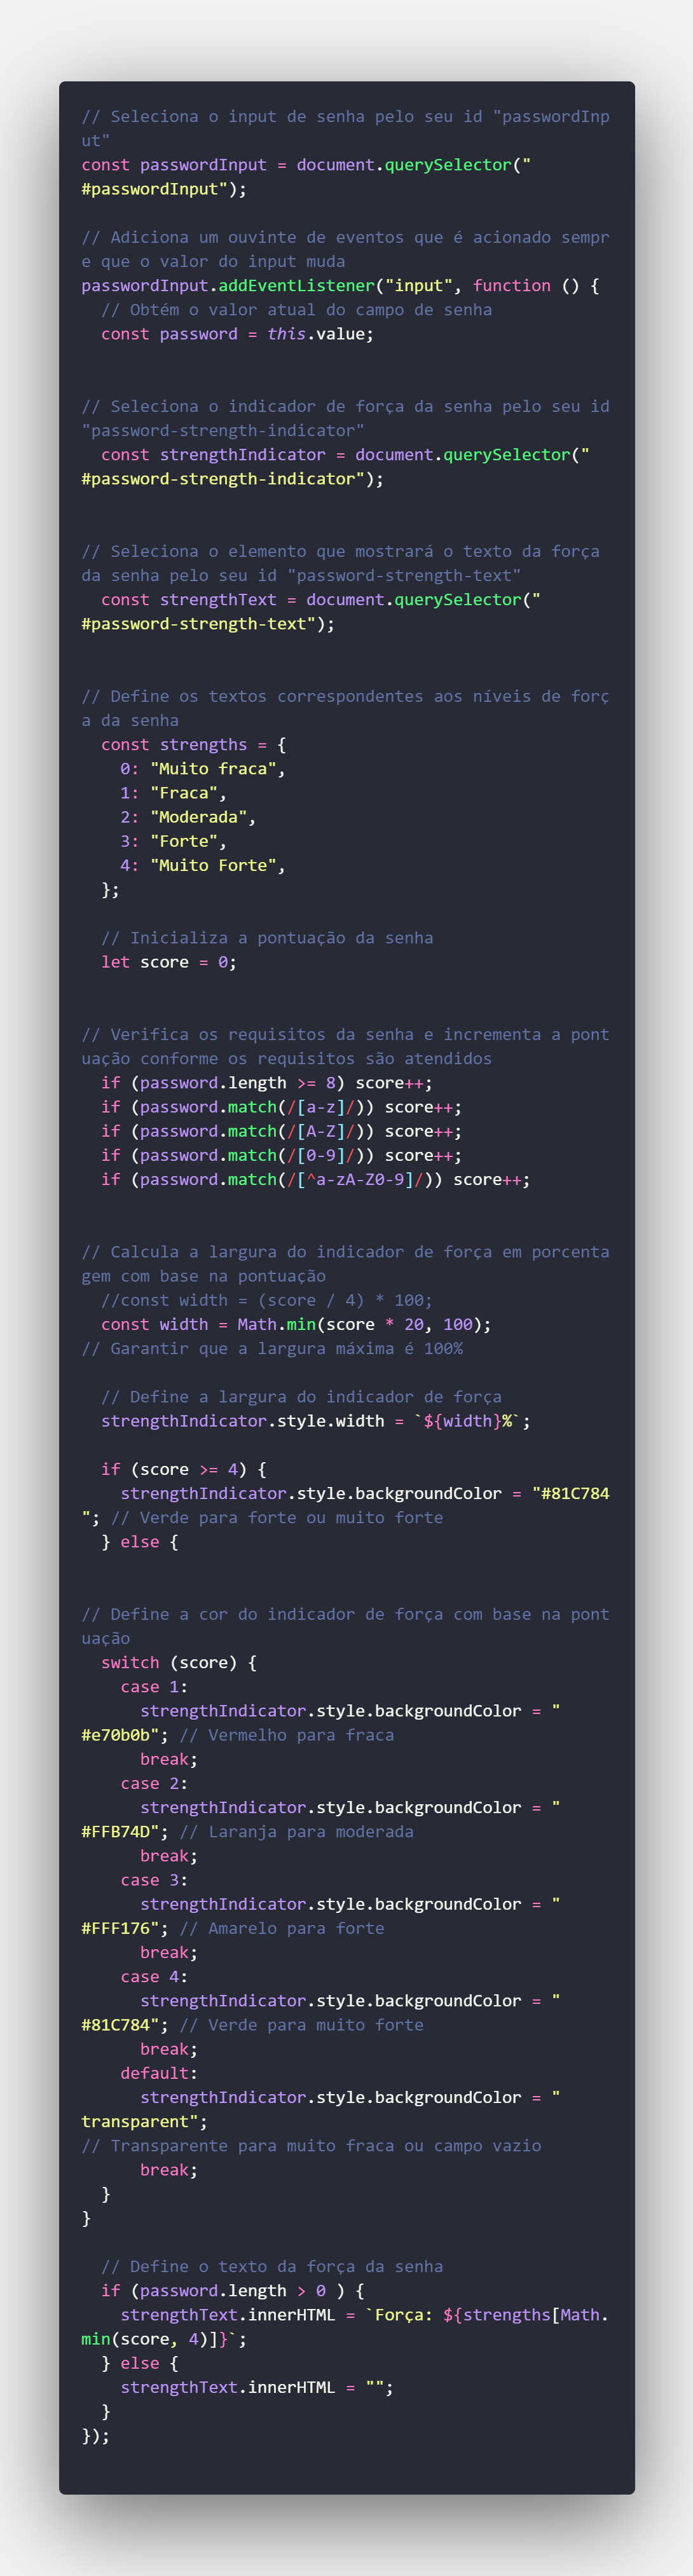 // Seleciona o input de senha pelo seu id "passwordInp
ut"
const passwordInput = document.querySelector("
#passwordInput");
// Adiciona um ouvinte de eventos que é acionado sempr
e que o valor do input muda
passwordInput.addEventListener("input", function () {
  // Obtém o valor atual do campo de senha
  const password = this.value;
// Seleciona o indicador de força da senha pelo seu id
"password-strength-indicator"
  const strengthIndicator = document.querySelector("
#password-strength-indicator");
// Seleciona o elemento que mostrará o texto da força
da senha pelo seu id "password-strength-text"
  const strengthText = document.querySelector("
#password-strength-text");
// Define os textos correspondentes aos níveis de forç
a da senha
  const strengths = {
    0: "Muito fraca",
    1: "Fraca",
    2: "Moderada",
    3: "Forte",
    4: "Muito Forte",
  };
  // Inicializa a pontuação da senha
  let score = 0;
// Verifica os requisitos da senha e incrementa a pont
uação conforme os requisitos são atendidos
  if (password.length >= 8) score++;
  if (password.match(/[a-z]/)) score++;
  if (password.match(/[A-Z]/)) score++;
  if (password.match(/[0-9]/)) score++;
  if (password.match(/[^a-zA-Z0-9]/)) score++;
// Calcula a largura do indicador de força em porcenta
gem com base na pontuação
  //const width = (score / 4) * 100;
  const width = Math.min(score * 20, 100);
// Garantir que a largura máxima é 100%
  // Define a largura do indicador de força
  strengthIndicator.style.width = `${width}%`;
  if (score >= 4) {
    strengthIndicator.style.backgroundColor = "#81C784
"; // Verde para forte ou muito forte
  } else {
// Define a cor do indicador de força com base na pont
uação
  switch (score) {
    case 1:
      strengthIndicator.style.backgroundColor = "
#e70b0b"; // Vermelho para fraca
      break;
    case 2:
      strengthIndicator.style.backgroundColor = "
#FFB74D"; // Laranja para moderada
      break;
    case 3:
      strengthIndicator.style.backgroundColor = "
#FFF176"; // Amarelo para forte
      break;
    case 4:
      strengthIndicator.style.backgroundColor = "
#81C784"; // Verde para muito forte
      break;
    default:
      strengthIndicator.style.backgroundColor = "
transparent";
// Transparente para muito fraca ou campo vazio
      break;
  }
}
  // Define o texto da força da senha
  if (password.length > 0 ) {
    strengthText.innerHTML = `Força: ${strengths[Math.
min(score, 4)]}`;
  } else {
    strengthText.innerHTML = "";
  }
});